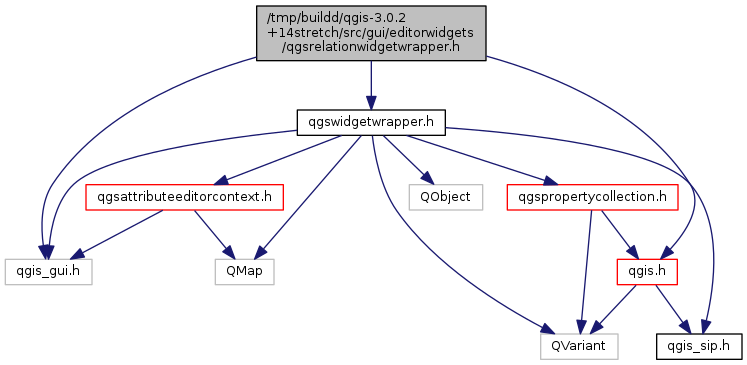 /tmp/buildd/qgis-3.0.2
+14stretch/src/gui/editorwidgets
/qgsrelationwidgetwrapper.h
qgswidgetwrapper.h
qgsattributeeditorcontext.h
QObject
qgspropertycollection.h
qgis_gui.h
QMap
qgis.h
QVariant
qgis_sip.h